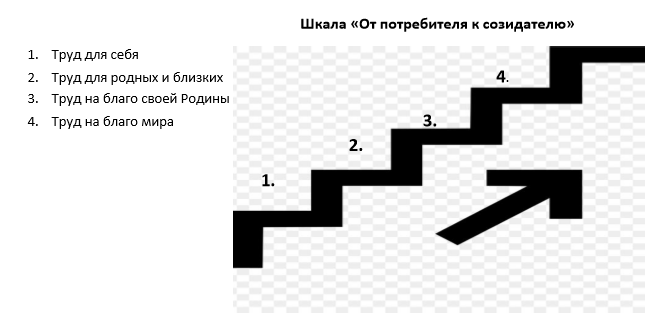 Шкала «От потребителя к созидателю»
1. Труд для себя
2. Труд для родных и близких
3. Труд на благо своей Родины
4. Труд на благо мира
4.
3.
2.
1.